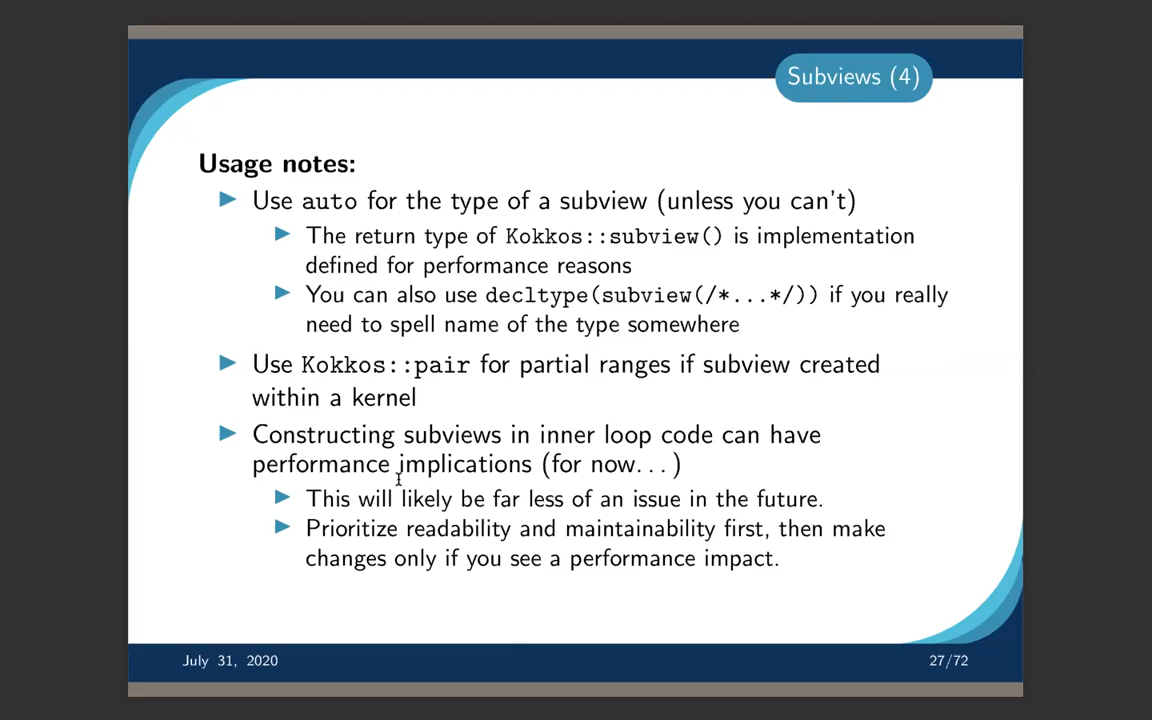 Subviews (4)
Usage notes:
▶ Use auto for the type of a subview (unless you can't)
▶ The return type of Kokkos::subview() is implementation
defined for performance reasons
▶ You can also use decltype(subview(/*...*/)) if you really
need to spell name of the type somewhere
▶ Use Kokkos::pair for partial ranges if subview created
within a kernel
▶ Constructing subviews in inner loop code can have
performance implications (for now...)
▶ This will likely be far less of an issue in the future.
▶ Prioritize readability and maintainability first, then make
changes only if you see a performance impact.
July 31, 2020
27/72